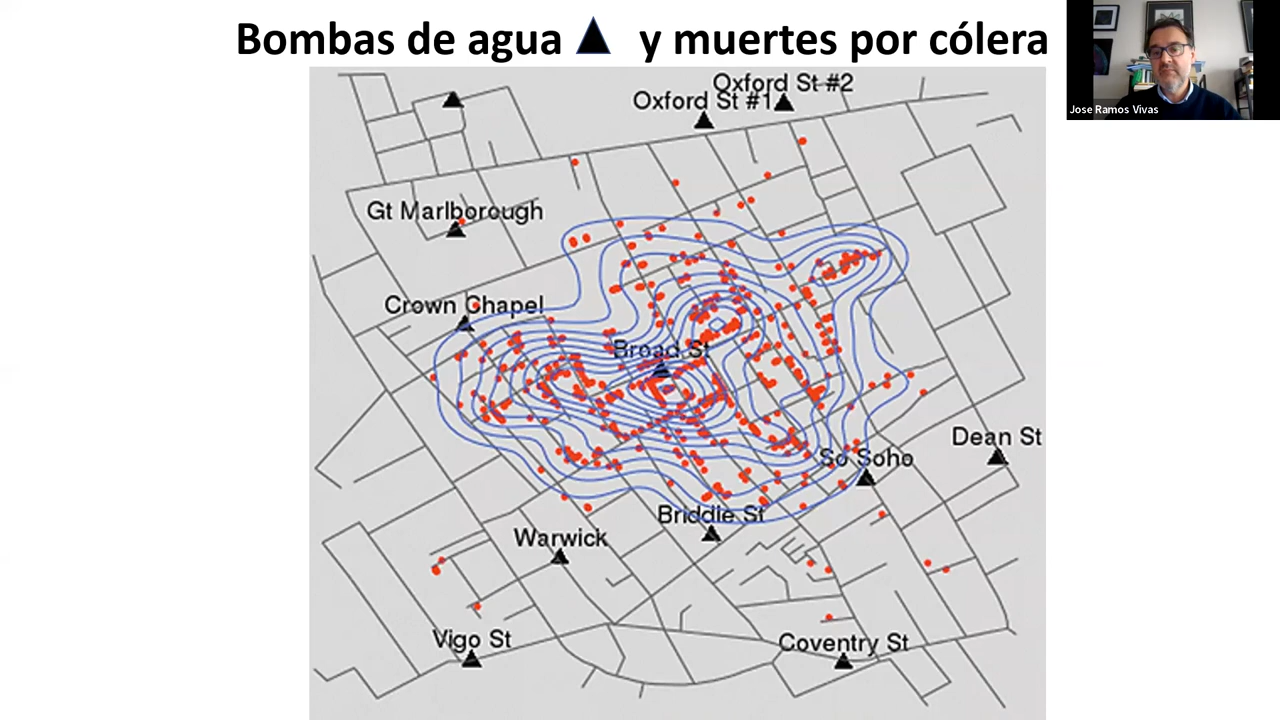 Bombas de agua ▲ y muertes por cólera
Jose Ramos Vivas
Oxford St #2
Oxford St #1
Gt Marlborough
Crown Chapel
Broad St
Dean St
So Soho
Briddle St
Warwick
Vigo St
Coventry St